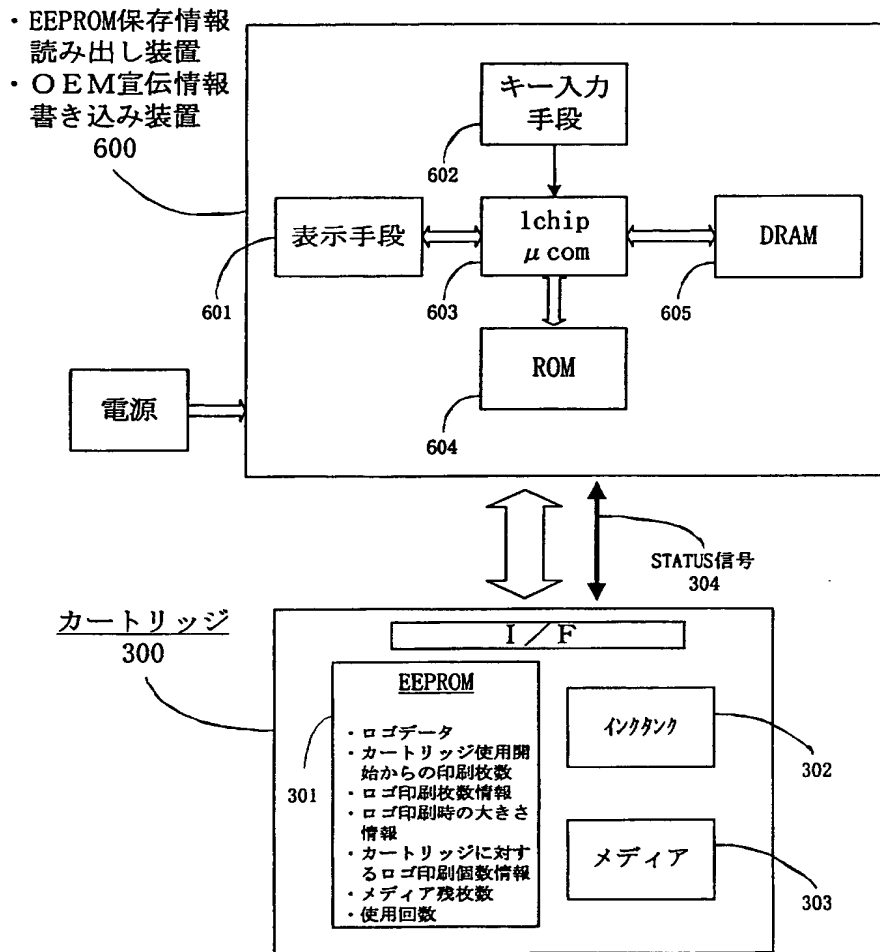 ・EEPROM保存情報
読み出し装置
・ＯＥＭ宣伝情報
書き込み装置
600
キー入力
手段
602
表示手段
601
1chip
μcom
603
DRAM
605
ROM
604
電源
STATUS信号
304
カートリッジ
300
Ｉ／Ｆ
EEPROM
・ロゴデータ
・カートリッジ使用開
始からの印刷枚数
・ロゴ印刷枚数情報
・ロゴ印刷時の大きさ
情報
・カートリッジに対す
るロゴ印刷個数情報
・メディア残枚数
・使用回数
301
インクタンク
302
メディア
303